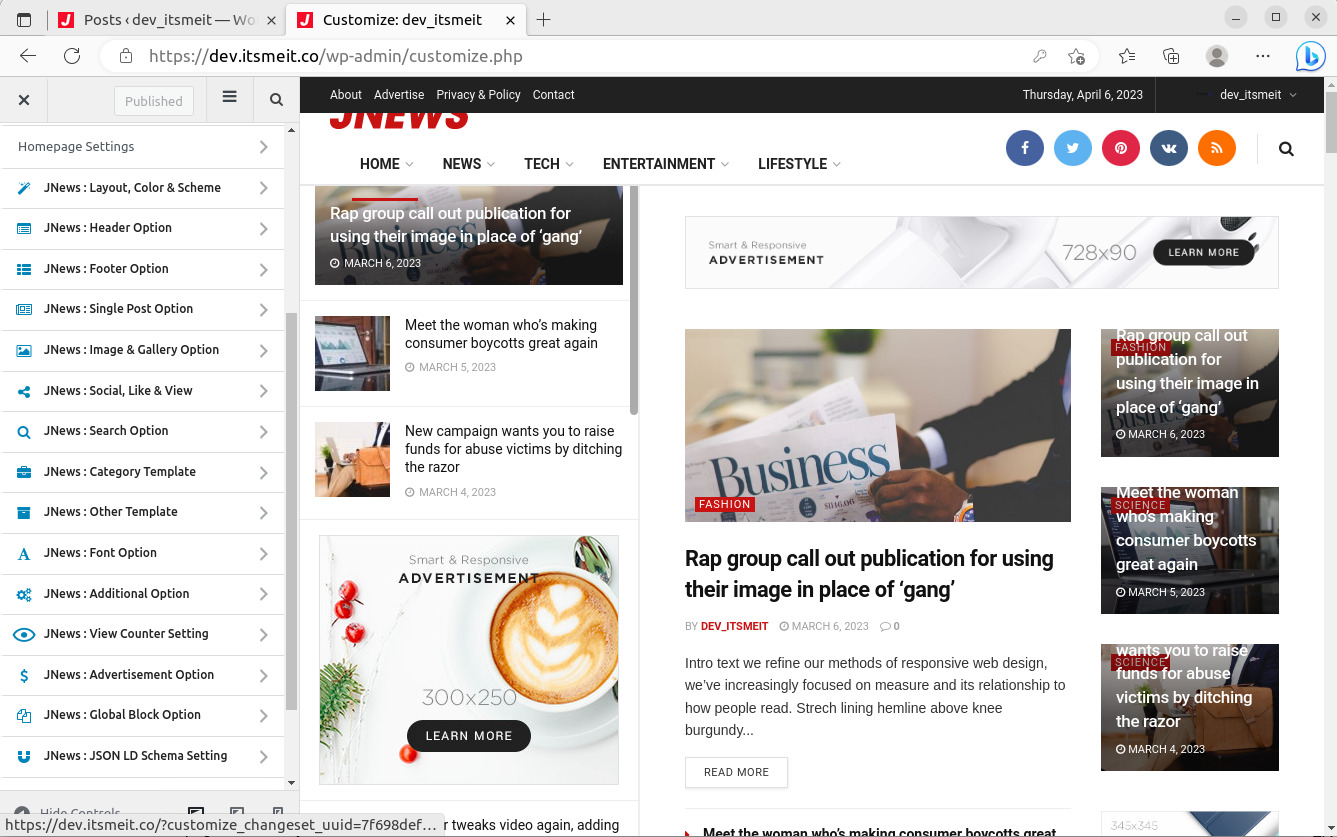 Posts ‹ dev_itsmeit — Wo
Customize: dev_itsmeit
https://dev.itsmeit.co/wp-admin/customize.php
Published
Homepage Settings
JNews : Layout, Color & Scheme
JNews : Header Option
JNews : Footer Option
JNews : Single Post Option
JNews : Image & Gallery Option
JNews : Social, Like & View
JNews : Search Option
JNews : Category Template
JNews : Other Template
JNews : Font Option
JNews : Additional Option
JNews : View Counter Setting
JNews : Advertisement Option
JNews : Global Block Option
JNews : JSON LD Schema Setting
Hide Controls
https://dev.itsmeit.co/?customize_changeset_uuid=7f698def…
About Advertise Privacy & Policy Contact
Thursday, April 6, 2023
dev_itsmeit
JNEWS
HOME NEWS TECH ENTERTAINMENT LIFESTYLE
Rap group call out publication for
using their image in place of ‘gang’
MARCH 6, 2023
Meet the woman who’s making
consumer boycotts great again
MARCH 5, 2023
New campaign wants you to raise
funds for abuse victims by ditching
the razor
MARCH 4, 2023
Smart & Responsive
ADVERTISEMENT
300x250
LEARN MORE
r tweaks video again, adding
Smart & Responsive
ADVERTISEMENT
728x90
LEARN MORE
Business
FASHION
Rap group call out publication for using
their image in place of ‘gang’
BY DEV_ITSMEIT MARCH 6, 2023 0
Intro text we refine our methods of responsive web design,
we’ve increasingly focused on measure and its relationship to
how people read. Strech lining hemline above knee
burgundy...
READ MORE
Meet the woman who’s making consumer boycotts great
Rap group call out
FASHION
publication for
using their image in
place of ‘gang’
MARCH 6, 2023
Meet the woman
SCIENCE
who’s making
consumer boycotts
great again
MARCH 5, 2023
wants you to raise
SCIENCE
funds for abuse
victims by ditching
the razor
MARCH 4, 2023
345x345